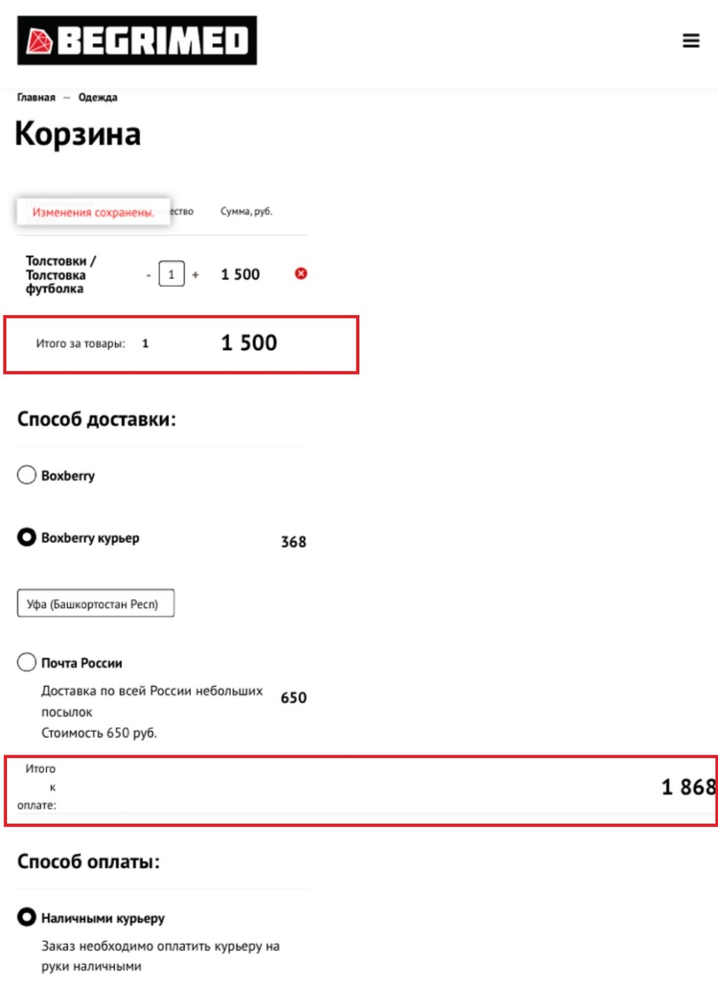 BEGRIMED
Главная — Одежда
Корзина
Изменения сохранены.
ество
Сумма, руб.
Толстовки /
Толстовка
футболка
- 1 + 1 500
Итого за товары: 1 1 500
Способ доставки:
Boxberry
Boxberry курьер 368
Уфа (Башкортостан Респ)
Почта России
Доставка по всей России небольших
посылок
650
Стоимость 650 руб.
Итого
к
оплате:
1 868
Способ оплаты:
Наличными курьеру
Заказ необходимо оплатить курьеру на
руки наличными